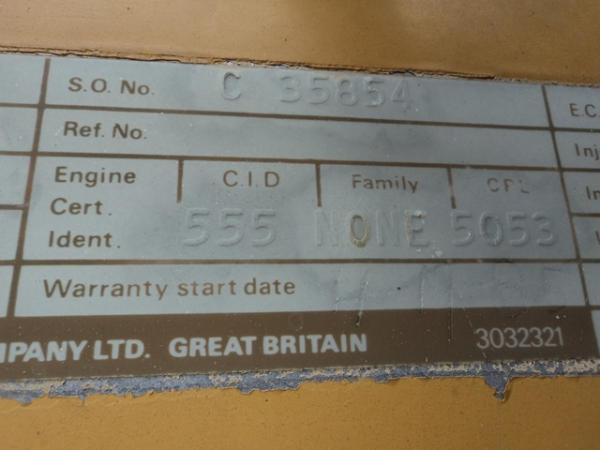 S.O. No. C 35854
E.C.
Ref. No.
Inj
Engine Cert. Ident.
C.I.D Family CPL
555 NONE 5053
In
Warranty start date
MPANY LTD. GREAT BRITAIN 3032321